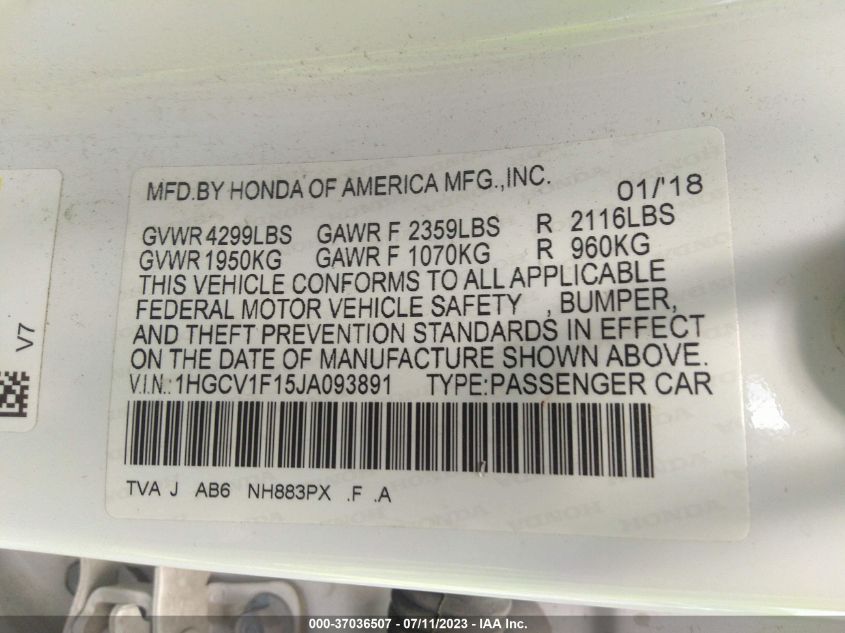 MFD.BY HONDA OF AMERICA MFG.,INC. 01/'18
GVWR 4299LBS GAWR F 2359LBS R 2116LBS
GVWR 1950KG GAWR F 1070KG R 960KG
THIS VEHICLE CONFORMS TO ALL APPLICABLE
FEDERAL MOTOR VEHICLE SAFETY , BUMPER,
AND THEFT PREVENTION STANDARDS IN EFFECT
ON THE DATE OF MANUFACTURE SHOWN ABOVE.
V.I.N.:1HGCV1F15JA093891 TYPE:PASSENGER CAR
TVA J AB6 NH883PX .F .A
V7
HONDA HONDA HONDA
000-37036507 - 07/11/2023 - IAA Inc.